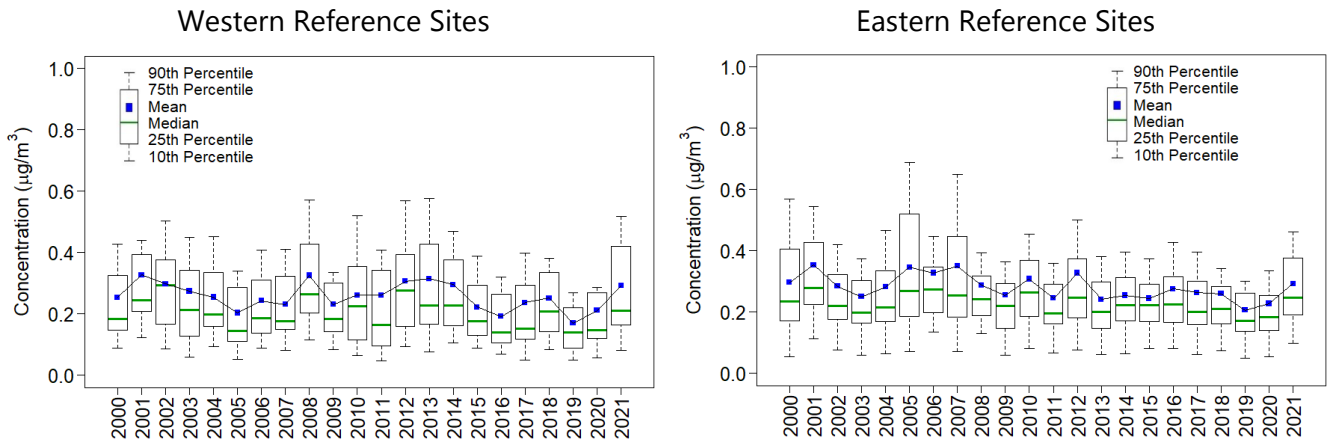 Western Reference Sites
Concentration (μg/m³)
1.0
0.8
0.6
0.4
0.2
0.0
90th Percentile
75th Percentile
Mean
Median
25th Percentile
10th Percentile
2000 2001 2002 2003 2004 2005 2006 2007 2008 2009 2010 2011 2012 2013 2014 2015 2016 2017 2018 2019 2020 2021
Eastern Reference Sites
Concentration (μg/m³)
1.0
0.8
0.6
0.4
0.2
0.0
90th Percentile
75th Percentile
Mean
Median
25th Percentile
10th Percentile
2000 2001 2002 2003 2004 2005 2006 2007 2008 2009 2010 2011 2012 2013 2014 2015 2016 2017 2018 2019 2020 2021